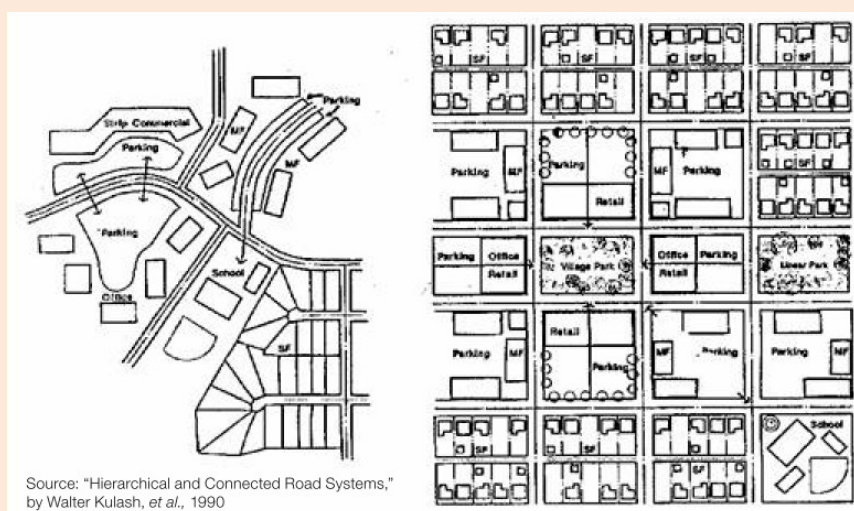 Parking
Strip Commercial
MF
Parking
MF
Parking
School
Office
SF
SF SF SF SF
Parking MF Parking MF Parking SF
Retail
Parking Office Village Park Office Parking Linear Park
Retail Retail
Retail
Parking MF Parking MF Parking Parking MF
School
SF SF SF
Source: "Hierarchical and Connected Road Systems,"
by Walter Kulash, et al., 1990